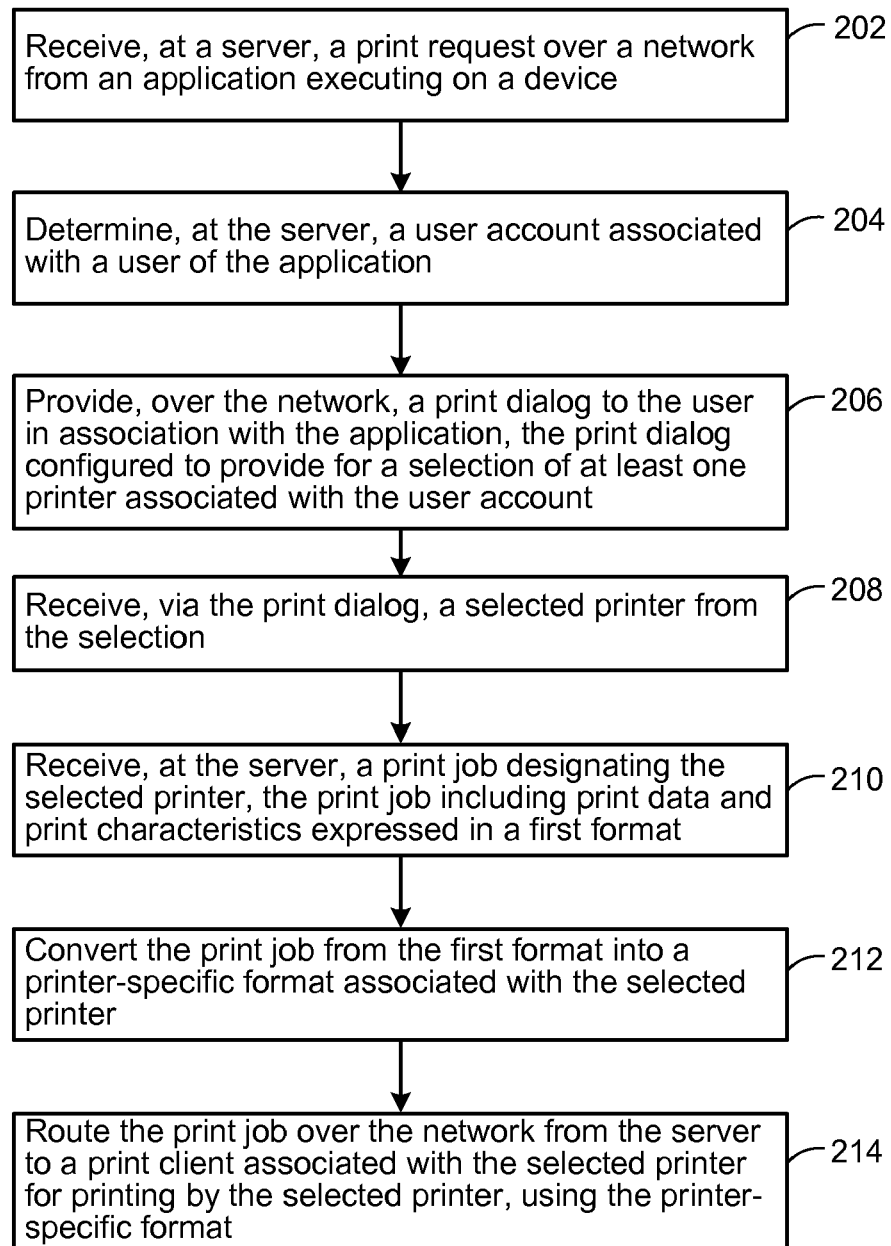 Receive, at a server, a print request over a network
from an application executing on a device
202
Determine, at the server, a user account associated
with a user of the application
204
Provide, over the network, a print dialog to the user
in association with the application, the print dialog
configured to provide for a selection of at least one
printer associated with the user account
206
Receive, via the print dialog, a selected printer from
the selection
208
Receive, at the server, a print job designating the
selected printer, the print job including print data and
print characteristics expressed in a first format
210
Convert the print job from the first format into a
printer-specific format associated with the selected
printer
212
Route the print job over the network from the server
to a print client associated with the selected printer
for printing by the selected printer, using the printer-
specific format
214